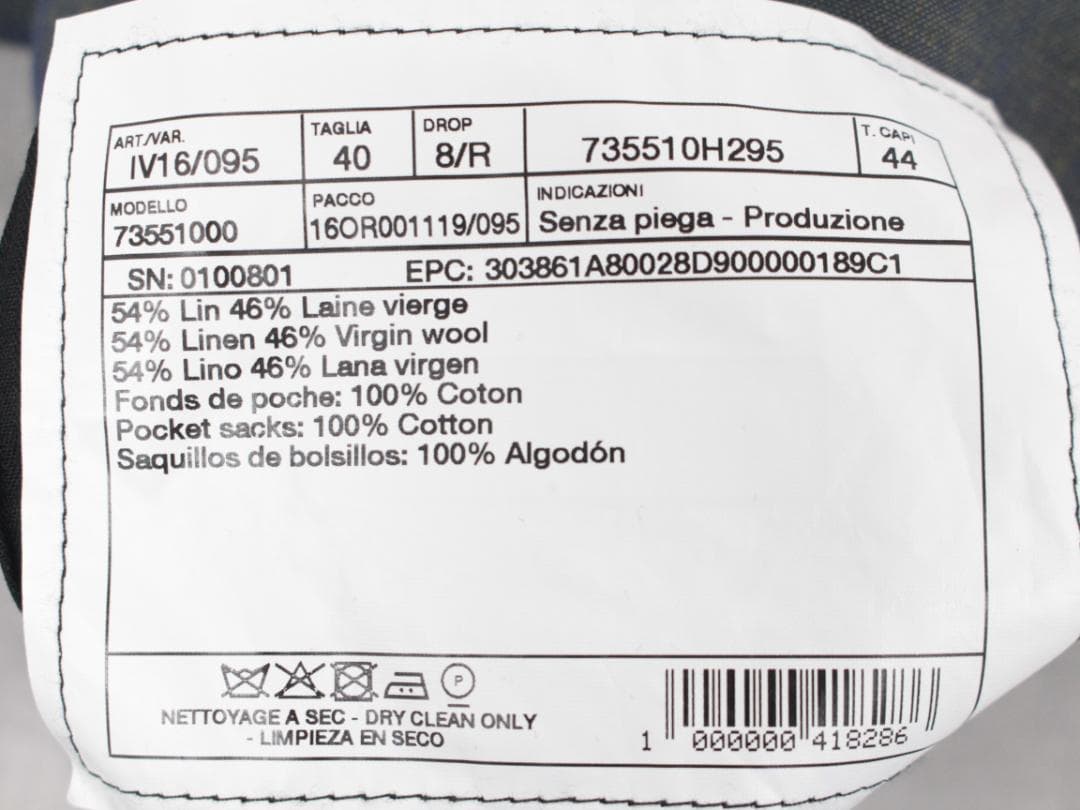 ART/VAR. TAGLIA DROP T. CAPI
IV16/095 40 8/R 735510H295 44
MODELLO PACCO INDICAZIONI
73551000 16OR001119/095 Senza piega - Produzione
SN: 0100801 EPC: 303861A80028D900000189C1
54% Lin 46% Laine vierge
54% Linen 46% Virgin wool
54% Lino 46% Lana virgen
Fonds de poche: 100% Coton
Pocket sacks: 100% Cotton
Saquillos de bolsillos: 100% Algodón
P
NETTOYAGE A SEC - DRY CLEAN ONLY
- LIMPIEZA EN SECO
1 000000 418286